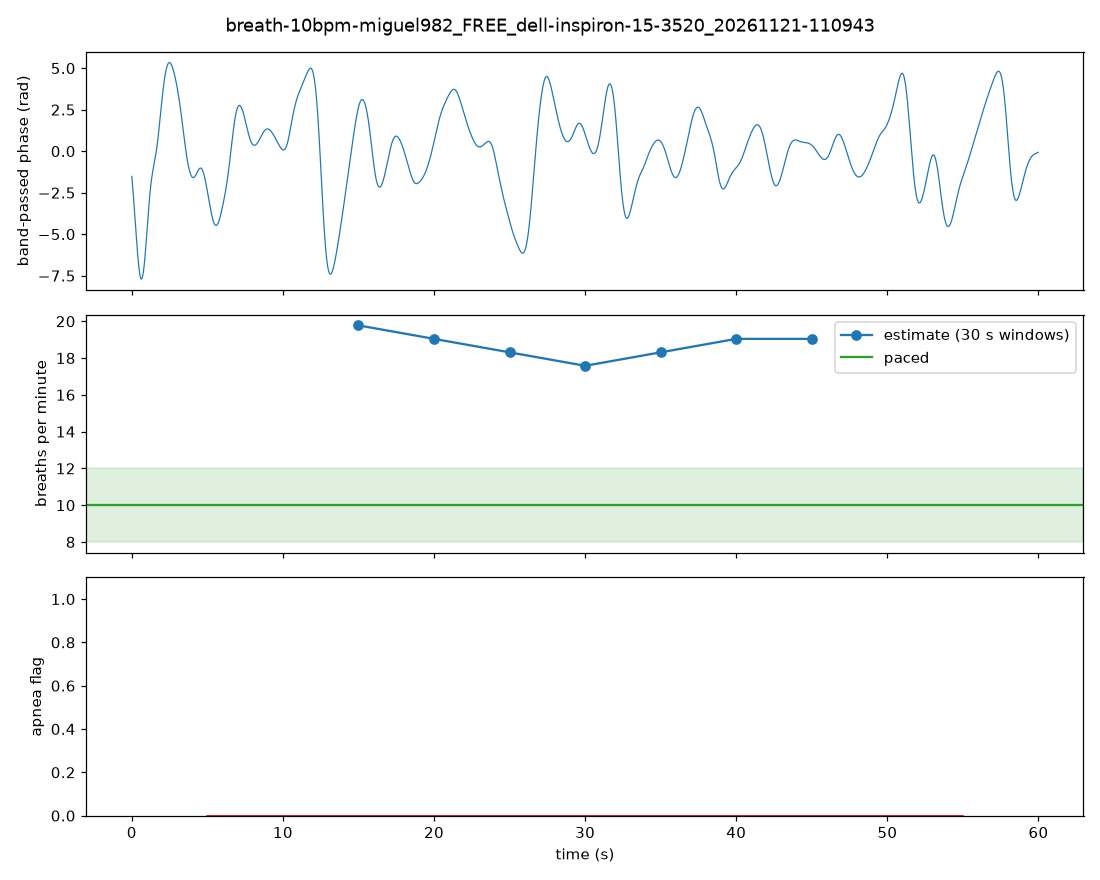 breath-10bpm-miguel982_FREE_dell-inspiron-15-3520_20261121-110943
band-passed phase (rad)
5.0
2.5
0.0
−2.5
−5.0
−7.5
breaths per minute
20
18
16
14
12
10
8
estimate (30 s windows)
paced
apnea flag
1.0
0.8
0.6
0.4
0.2
0.0
0 10 20 30 40 50 60
time (s)